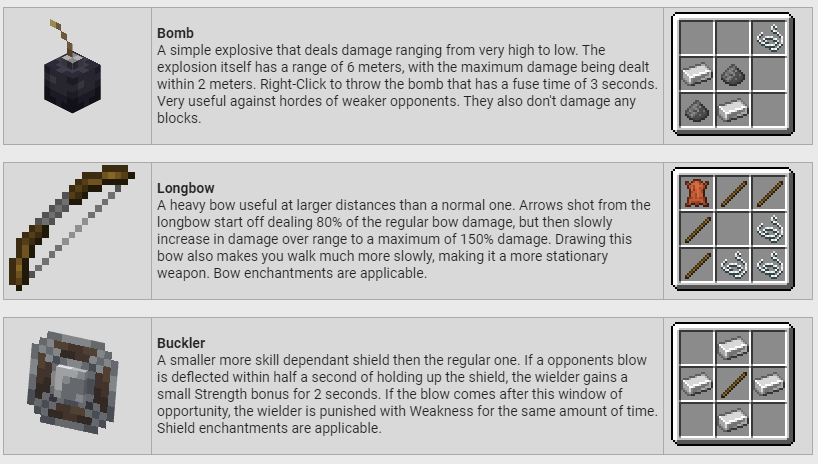 Bomb
A simple explosive that deals damage ranging from very high to low. The
explosion itself has a range of 6 meters, with the maximum damage being dealt
within 2 meters. Right-Click to throw the bomb that has a fuse time of 3 seconds.
Very useful against hordes of weaker opponents. They also don't damage any
blocks.
Longbow
A heavy bow useful at larger distances than a normal one. Arrows shot from the
longbow start off dealing 80% of the regular bow damage, but then slowly
increase in damage over range to a maximum of 150% damage. Drawing this
bow also makes you walk much more slowly, making it a more stationary
weapon. Bow enchantments are applicable.
Buckler
A smaller more skill dependant shield then the regular one. If a opponents blow
is deflected within half a second of holding up the shield, the wielder gains a
small Strength bonus for 2 seconds. If the blow comes after this window of
opportunity, the wielder is punished with Weakness for the same amount of time.
Shield enchantments are applicable.